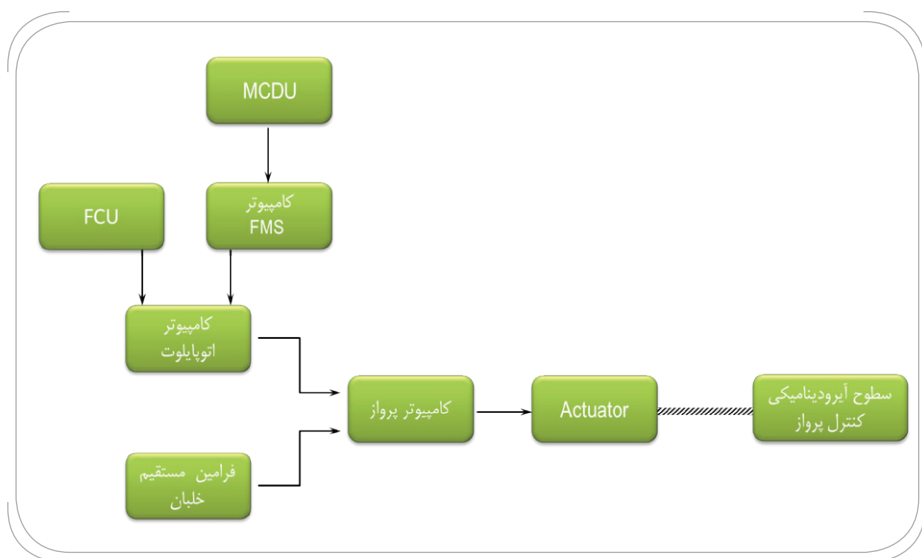 MCDU
FCU
کامپیوتر
FMS
کامپیوتر
اتوپایلوت
کامپیوتر پرواز
Actuator
سطوح آیرودینامیکی
کنترل پرواز
فرامین مستقیم
خلبان